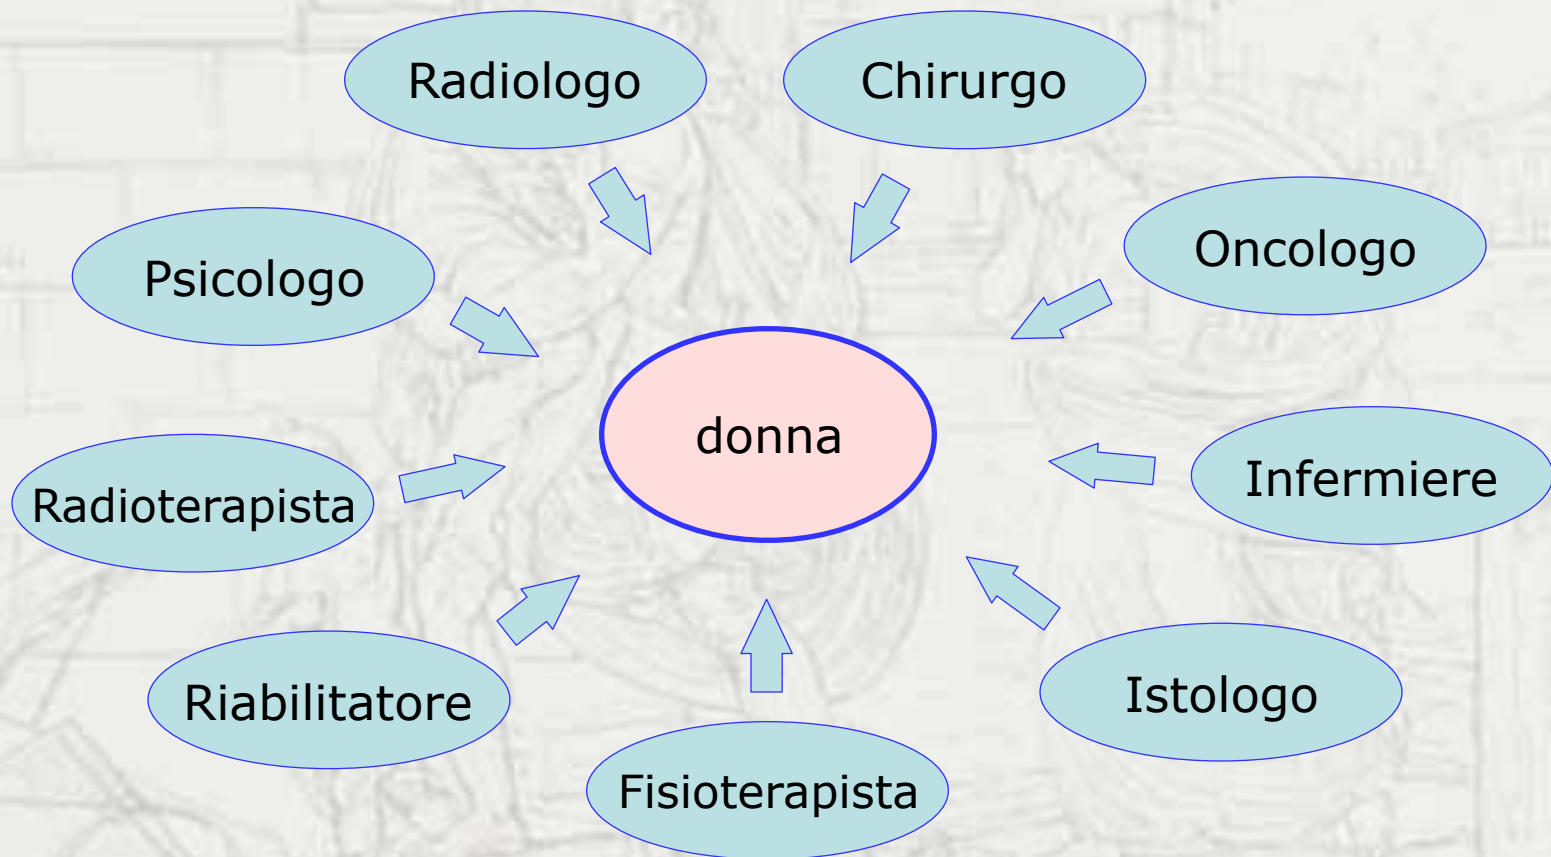 Radiologo
Chirurgo
Psicologo
Oncologo
donna
Radioterapista
Infermiere
Riabilitatore
Istologo
Fisioterapista